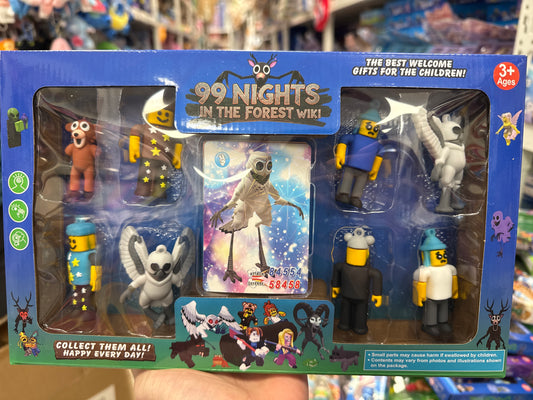 THE BEST WELCOME
GIFTS FOR THE CHILDREN!
3+
Ages
99 NIGHTS
IN THE FOREST WIKI
84554
58458
COLLECT THEM ALL!
HAPPY EVERY DAY!
• Small parts may cause harm if swallowed by children.
• Contents may vary from photos and illustrations shown
on the package.